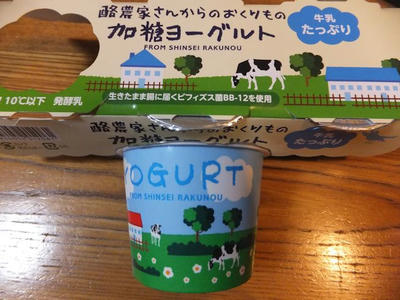 酪農家さんからのおくりもの
加糖ヨーグルト
FROM SHINSEI RAKUNOU
牛乳
たっぷり
10℃以下 発酵乳
生きたまま腸に届くビフィズス菌BB-12を使用
酪農家さんからのおくりもの
加糖ヨーグルト
牛乳
たっぷり
YOGURT
FROM SHINSEI RAKUNOU